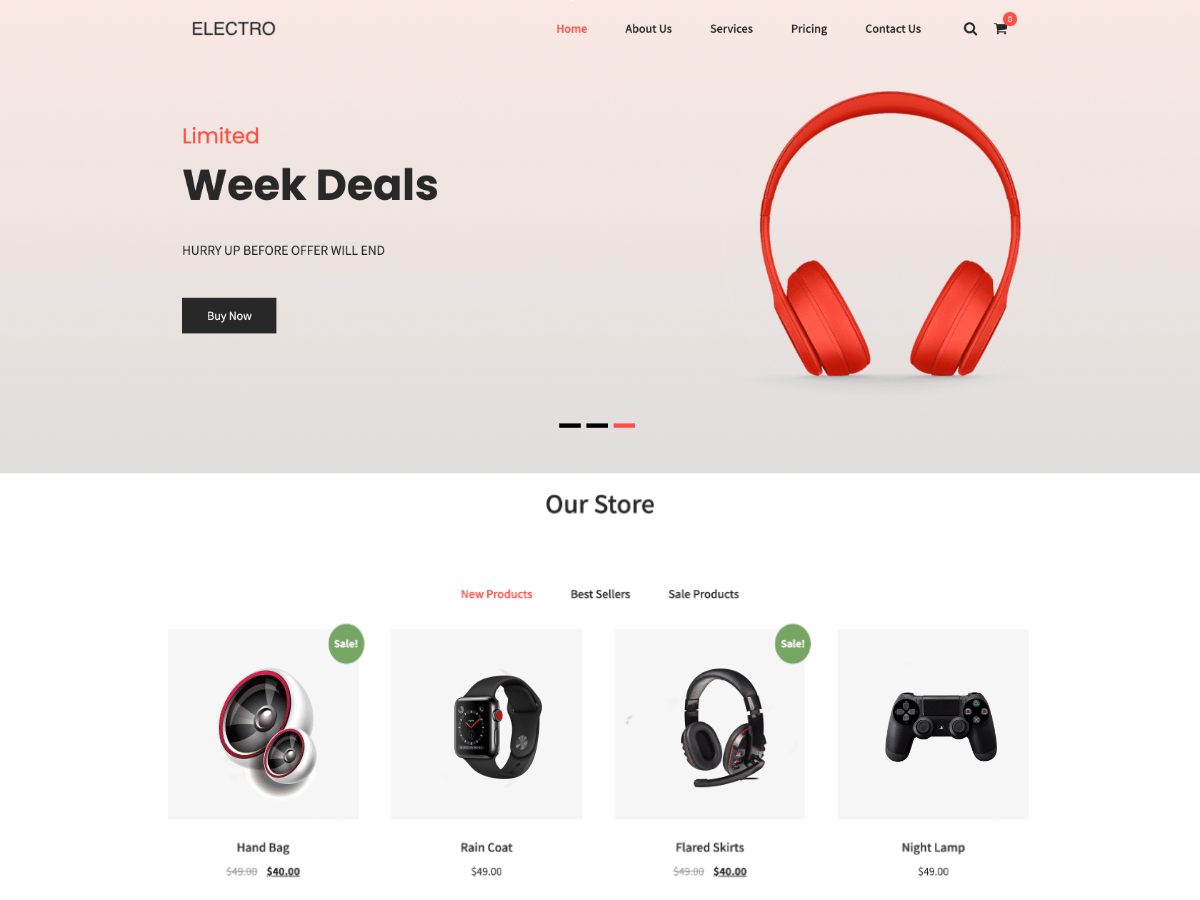 ELECTRO
Home About Us Services Pricing Contact Us 0
Limited
Week Deals
HURRY UP BEFORE OFFER WILL END
Buy Now
Our Store
New Products Best Sellers Sale Products
Sale! Sale!
Hand Bag Rain Coat Flared Skirts Night Lamp
$49.00 $40.00 $49.00 $49.00 $40.00 $49.00